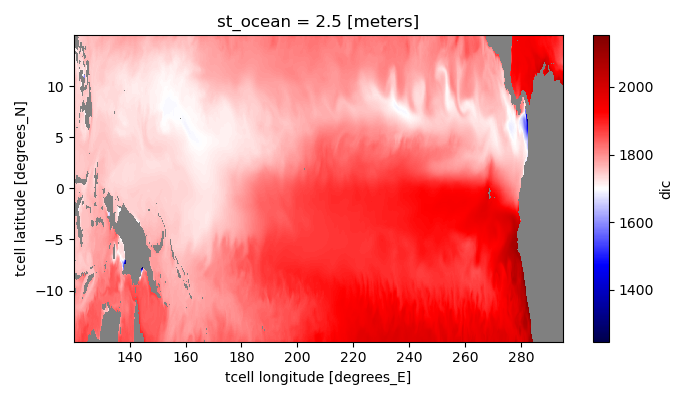 st_ocean = 2.5 [meters]
tcell latitude [degrees_N]
10
5
0
−5
−10
140 160 180 200 220 240 260 280
tcell longitude [degrees_E]
2000
1800
1600
1400
dic